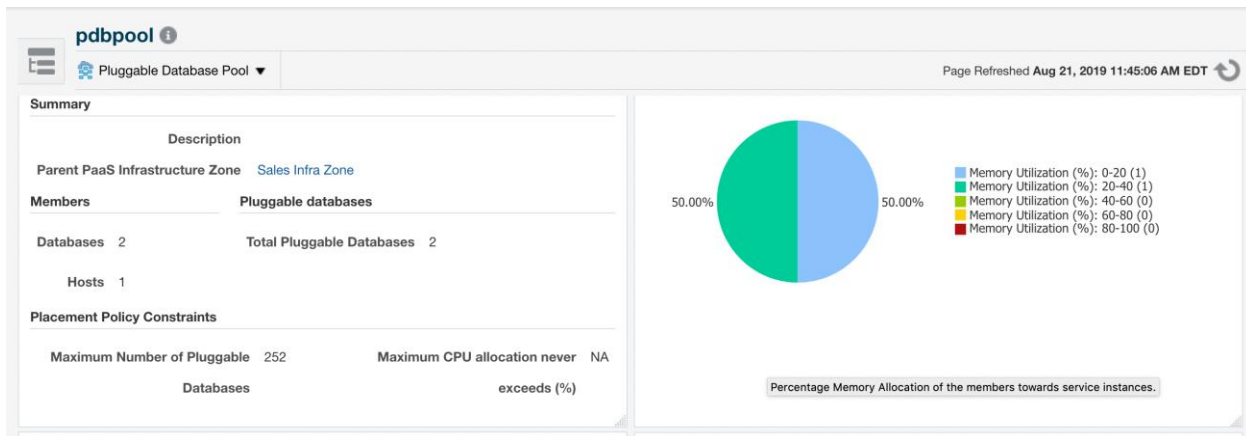 pdbpool
Pluggable Database Pool
Page Refreshed Aug 21, 2019 11:45:06 AM EDT
Summary
Description
Parent PaaS Infrastructure Zone Sales Infra Zone
Members Pluggable databases
Databases 2 Total Pluggable Databases 2
Hosts 1
Placement Policy Constraints
Maximum Number of Pluggable 252 Maximum CPU allocation never NA
Databases exceeds (%)
50.00% 50.00%
Memory Utilization (%): 0-20 (1)
Memory Utilization (%): 20-40 (1)
Memory Utilization (%): 40-60 (0)
Memory Utilization (%): 60-80 (0)
Memory Utilization (%): 80-100 (0)
Percentage Memory Allocation of the members towards service instances.